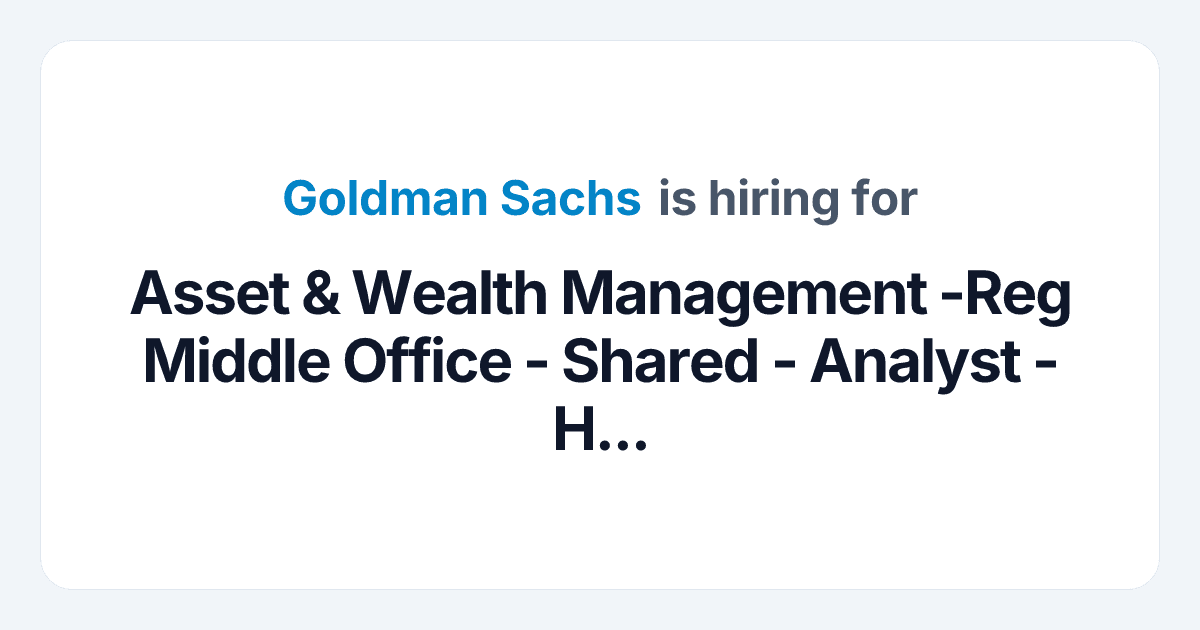 Goldman Sachs is hiring for
Asset & Wealth Management -Reg
Middle Office - Shared - Analyst -
H...